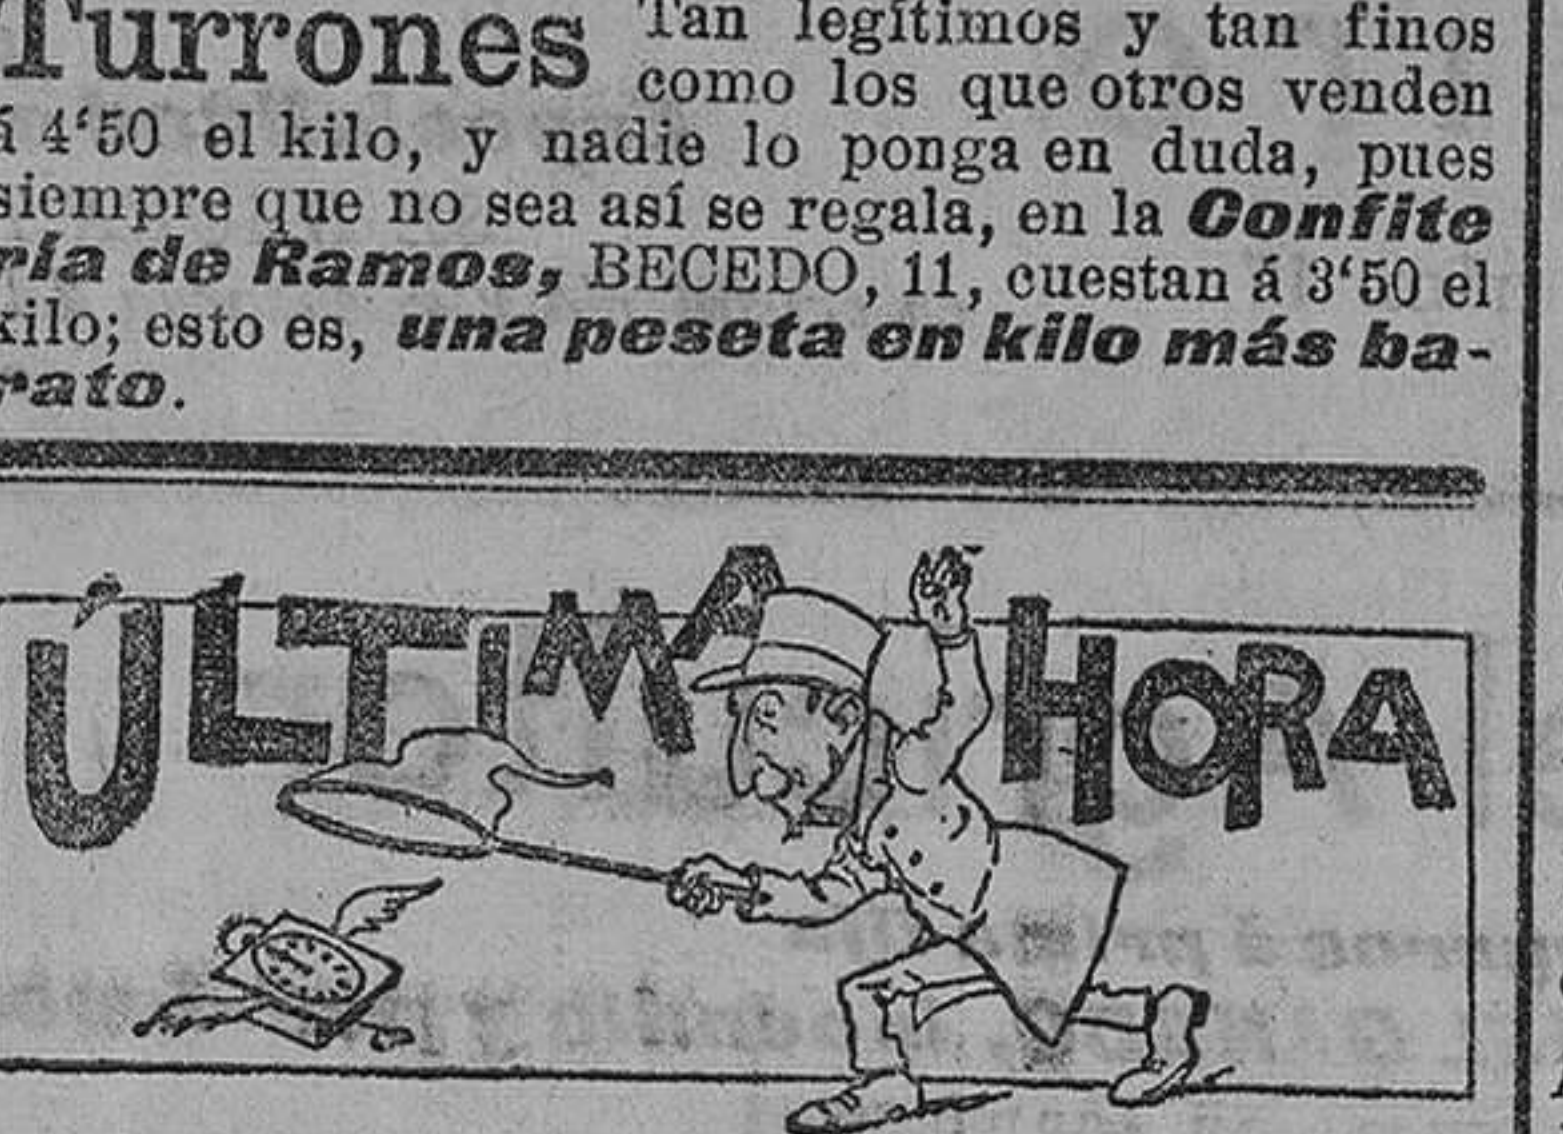 Turrones Tan legítimos y tan finos
como los que otros venden
á 4‘50 el kilo, y nadie lo ponga en duda, pues
siempre que no sea así se regala, en la Confite
ría de Ramos, BECEDO, 11, cuestan á 3‘50 el
kilo; esto es, una peseta en kilo más ba-
rato.
ÚLTIMA HORA